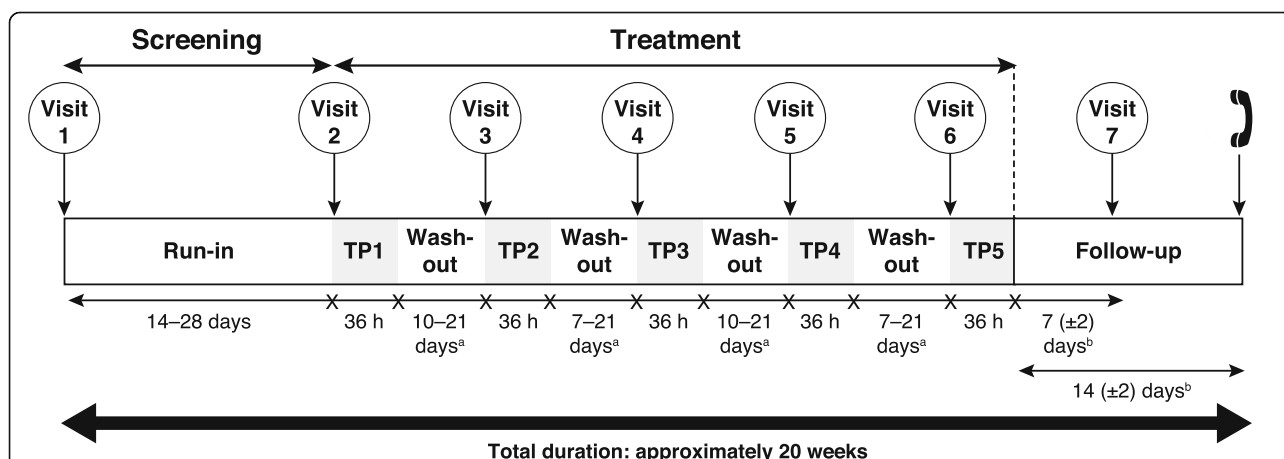 Screening
Treatment
Visit
1
Visit
2
Visit
3
Visit
4
Visit
5
Visit
6
Visit
7
Run-in
TP1
Wash-
out
TP2
Wash-
out
TP3
Wash-
out
TP4
Wash-
out
TP5
Follow-up
X X X X X X X X X X
14–28 days
36 h
10–21
daysᵃ
36 h
7–21
daysᵃ
36 h
10–21
daysᵃ
36 h
7–21
daysᵃ
36 h
7 (±2)
daysᵇ
14 (±2) daysᵇ
Total duration: approximately 20 weeks